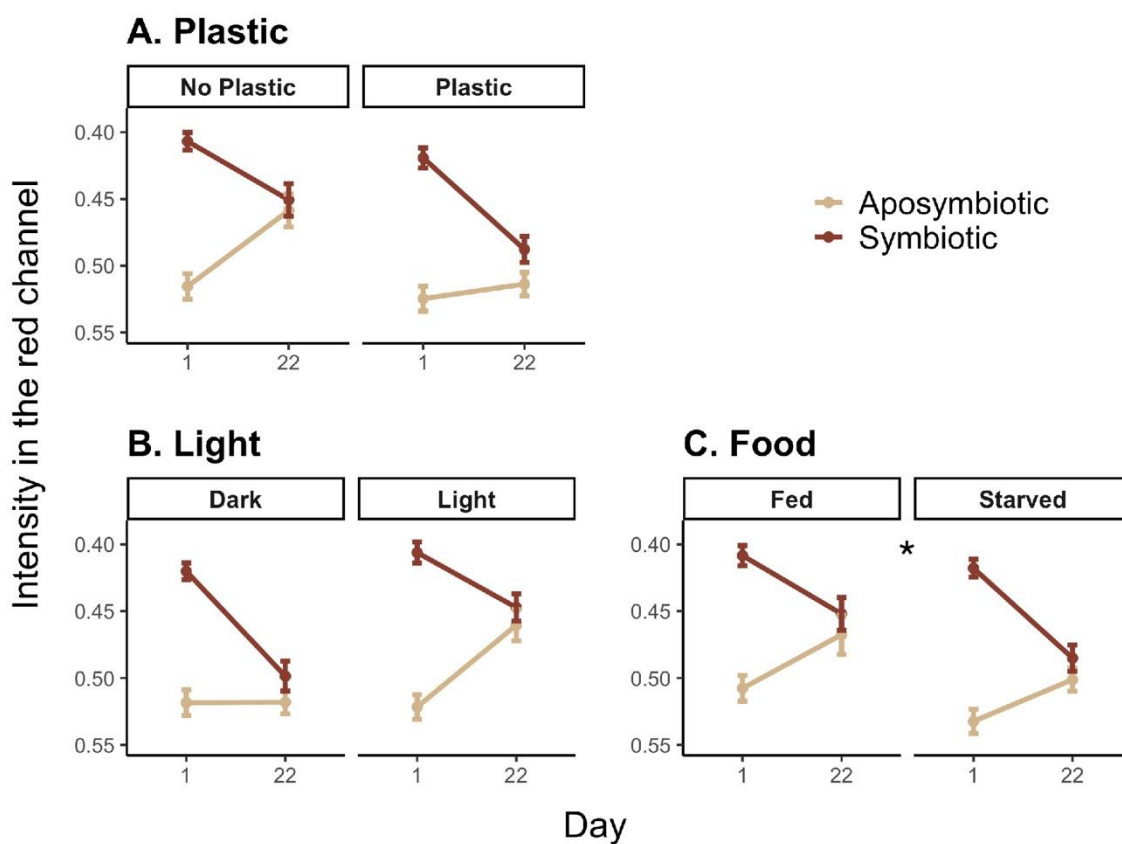 A. Plastic
No Plastic Plastic
0.40
0.45
0.50
0.55
1 22 1 22
Aposymbiotic
Symbiotic
Intensity in the red channel
B. Light
Dark Light
0.40
0.45
0.50
0.55
1 22 1 22
C. Food
Fed Starved
*
0.40
0.45
0.50
0.55
1 22 1 22
Day